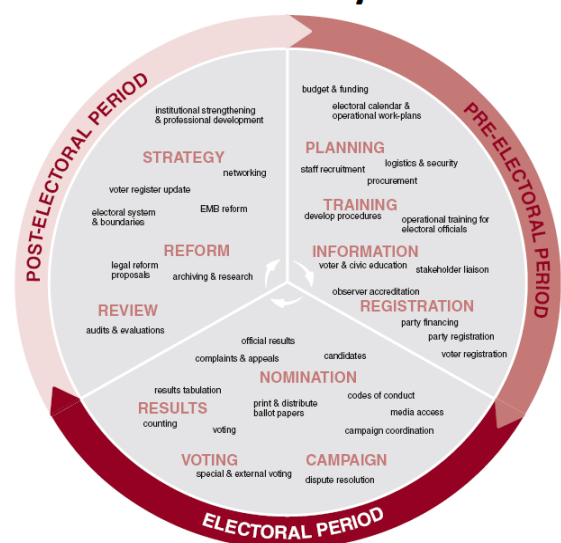 POST-ELECTORAL PERIOD
institutional strengthening
& professional development
STRATEGY
networking
voter register update
electoral system
& boundaries
EMB reform
REFORM
legal reform
proposals
archiving & research
REVIEW
audits & evaluations
PRE-ELECTORAL PERIOD
budget & funding
electoral calendar &
operational work-plans
PLANNING
logistics & security
staff recruitment
procurement
TRAINING
develop procedures
operational training for
electoral officials
INFORMATION
voter & civic education
stakeholder liaison
observer accreditation
REGISTRATION
party financing
party registration
voter registration
official results
complaints & appeals
candidates
NOMINATION
results tabulation
print & distribute
ballot papers
codes of conduct
RESULTS
media access
counting
voting
campaign coordination
VOTING
CAMPAIGN
special & external voting
dispute resolution
ELECTORAL PERIOD